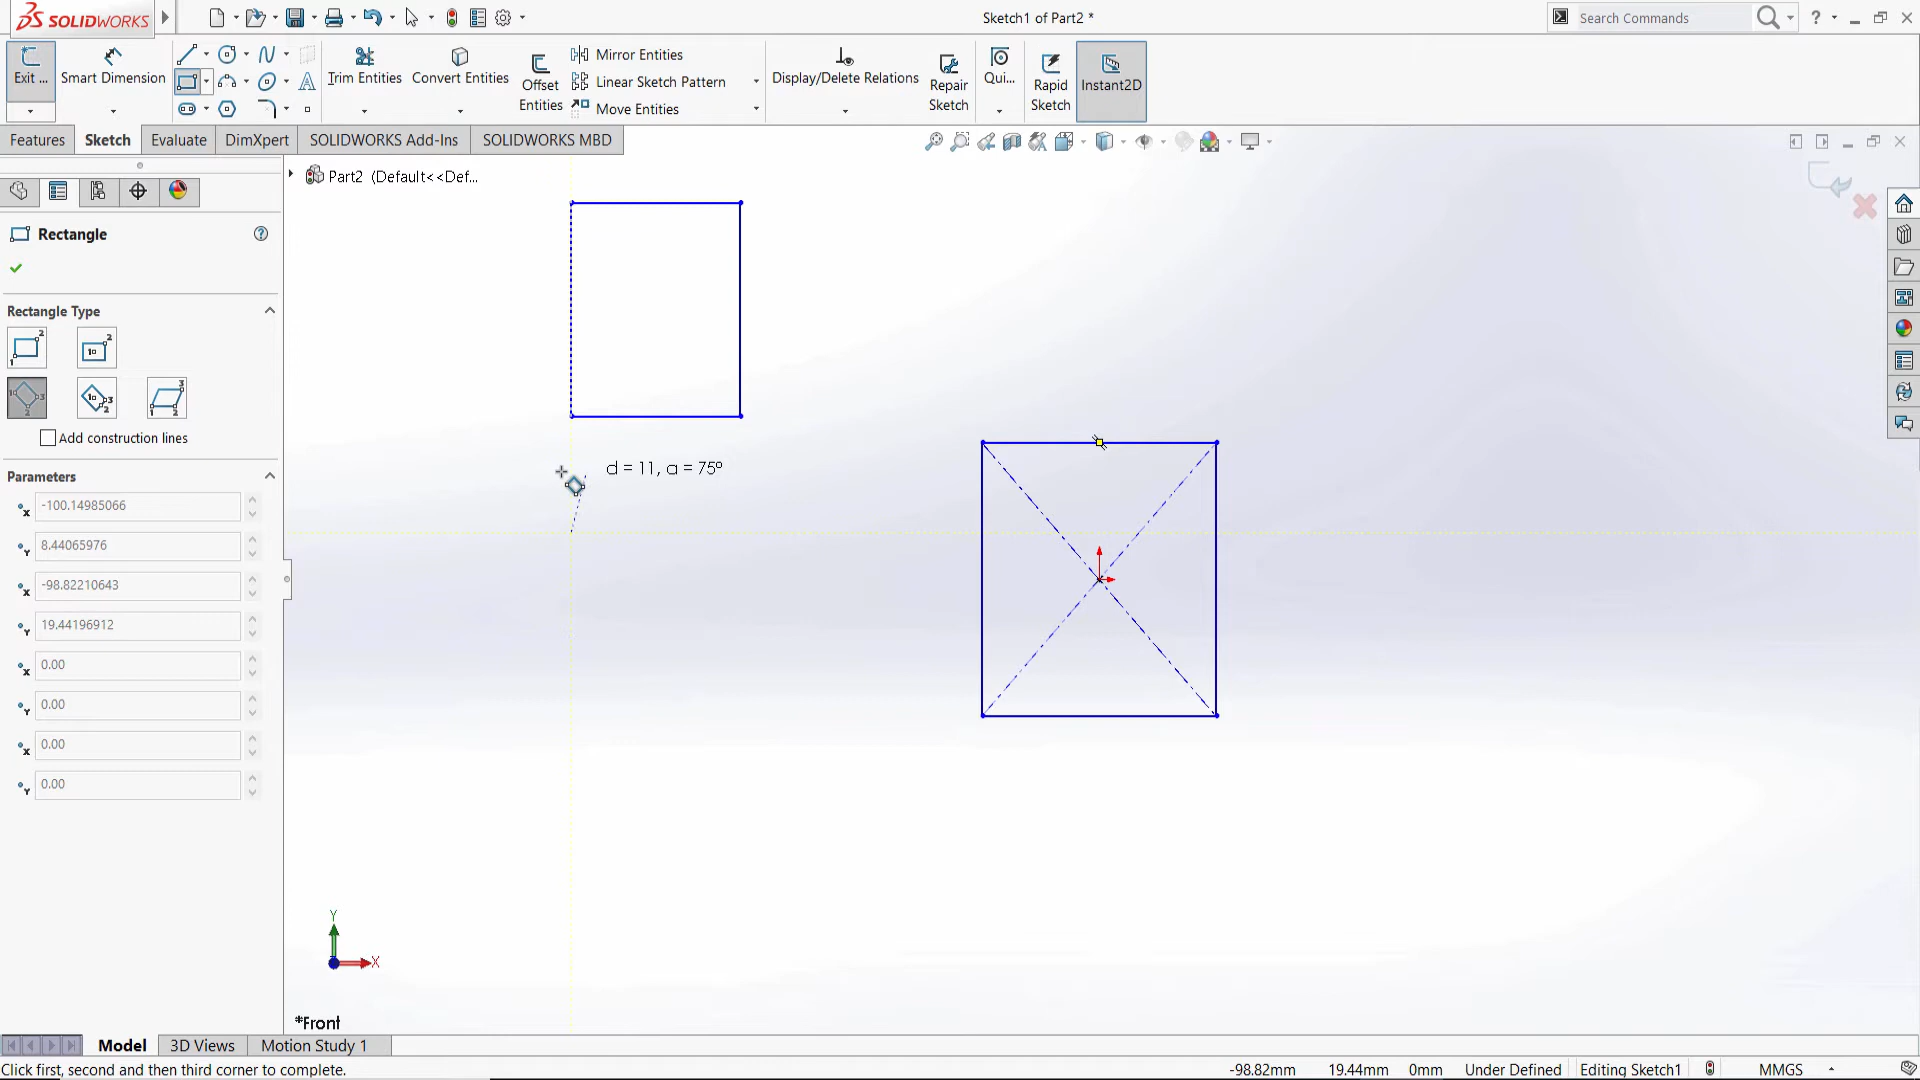 SOLIDWORKS
Sketch1 of Part2 *
Search Commands
?
Exit ...
Smart Dimension
Trim Entities
Convert Entities
Offset
Entities
Mirror Entities
Linear Sketch Pattern
Move Entities
Display/Delete Relations
Repair
Sketch
Qui...
Rapid
Sketch
Instant2D
Features
Sketch
Evaluate
DimXpert
SOLIDWORKS Add-Ins
SOLIDWORKS MBD
Part2 (Default<<Def...
Rectangle
Rectangle Type
Add construction lines
Parameters
-100.14985066
8.44065976
-98.82210643
19.44196912
0.00
0.00
0.00
0.00
d = 11, a = 75º
Y
X
*Front
Model
3D Views
Motion Study 1
Click first, second and then third corner to complete.
-98.82mm
19.44mm
0mm
Under Defined
Editing Sketch1
MMGS